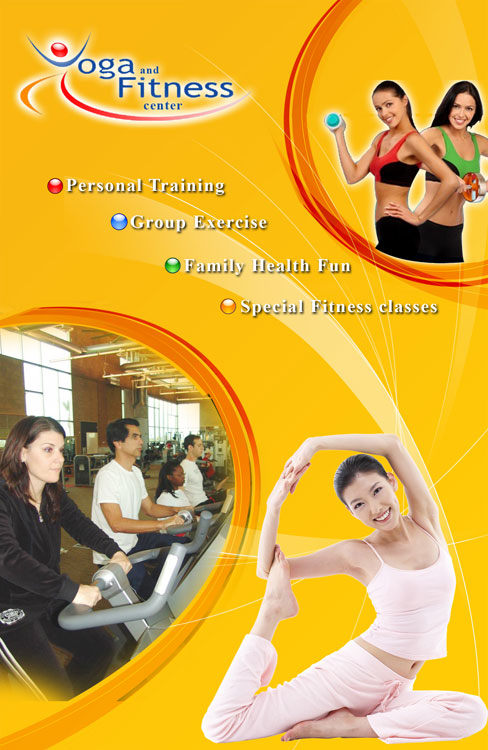 Yoga and
Fitness
center
Personal Training
Group Exercise
Family Health Fun
Special Fitness classes